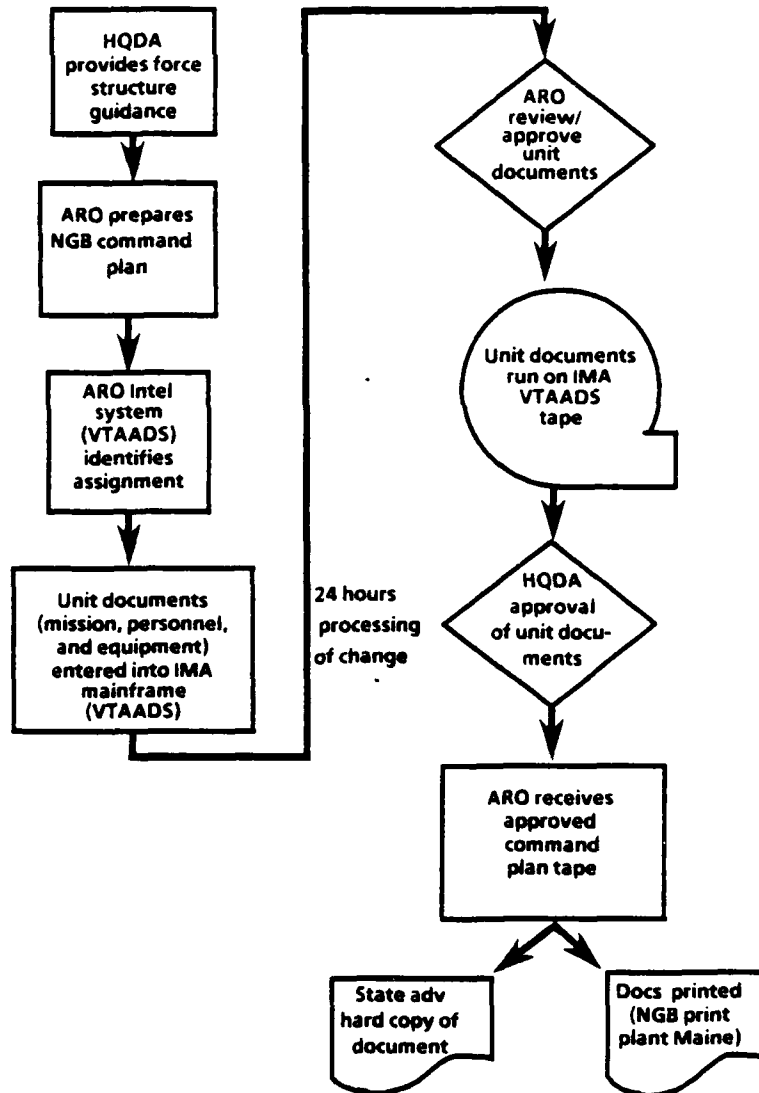 HQDA
provides force
structure
guidance
ARO prepares
NGB command
plan
ARO Intel
system
(VTAADS)
identifies
assignment
Unit documents
(mission, personnel,
and equipment)
entered into IMA
mainframe
(VTAADS)
24 hours
processing
of change
ARO
review/
approve
unit
documents
Unit documents
run on IMA
VTAADS
tape
HQDA
approval
of unit docu-
ments
ARO receives
approved
command
plan tape
State adv
hard copy of
document
Docs printed
(NGB print
plant Maine)